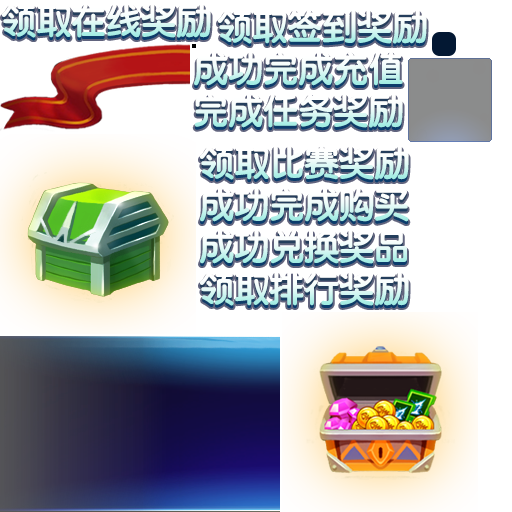 领取在线奖励
领取签到奖励
成功完成充值
完成任务奖励
领取比赛奖励
成功完成购买
成功兑换奖品
领取排行奖励